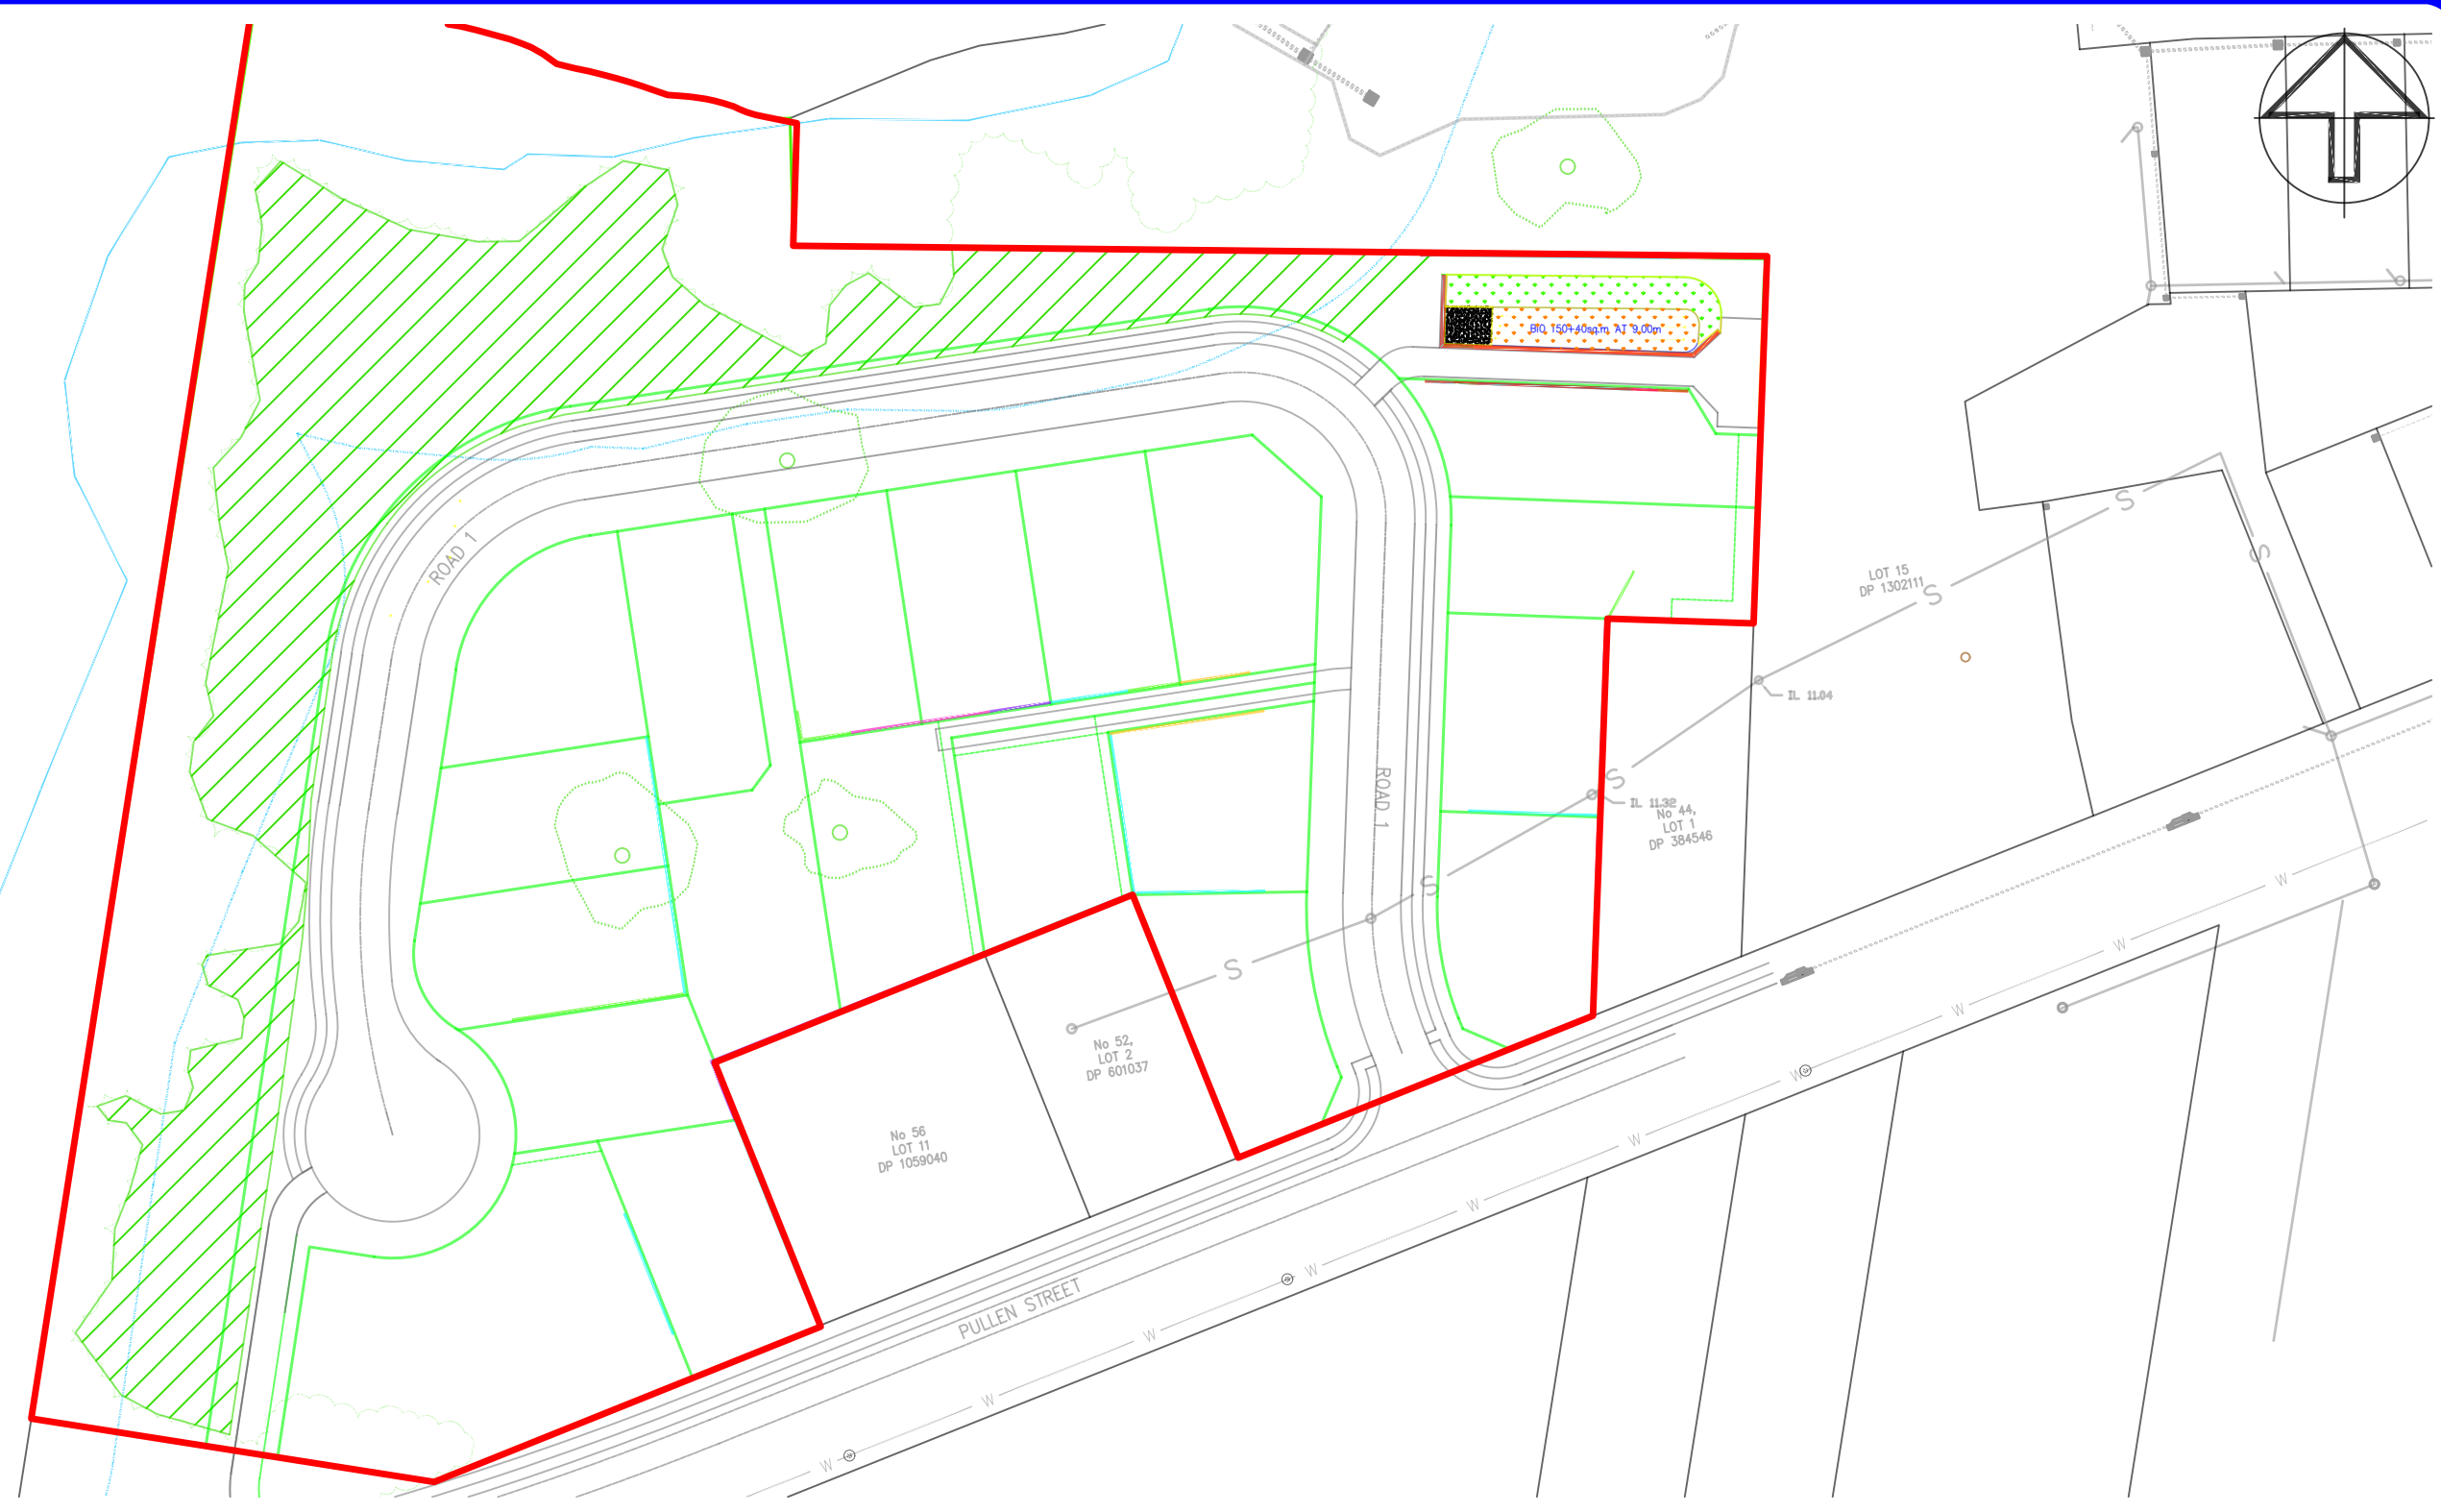 BIO 150+40sq.m AT 9.00m
ROAD 1
LOT 15
DP 1302111
S
S
S
IL 11.04
ROAD 1
S
IL 11.32
No 44,
LOT 1
DP 384546
S
W
W
S
No 52,
LOT 2
DP 601037
W
W
No 56
LOT 11
DP 1059040
W
W
W
PULLEN STREET
W
W
W